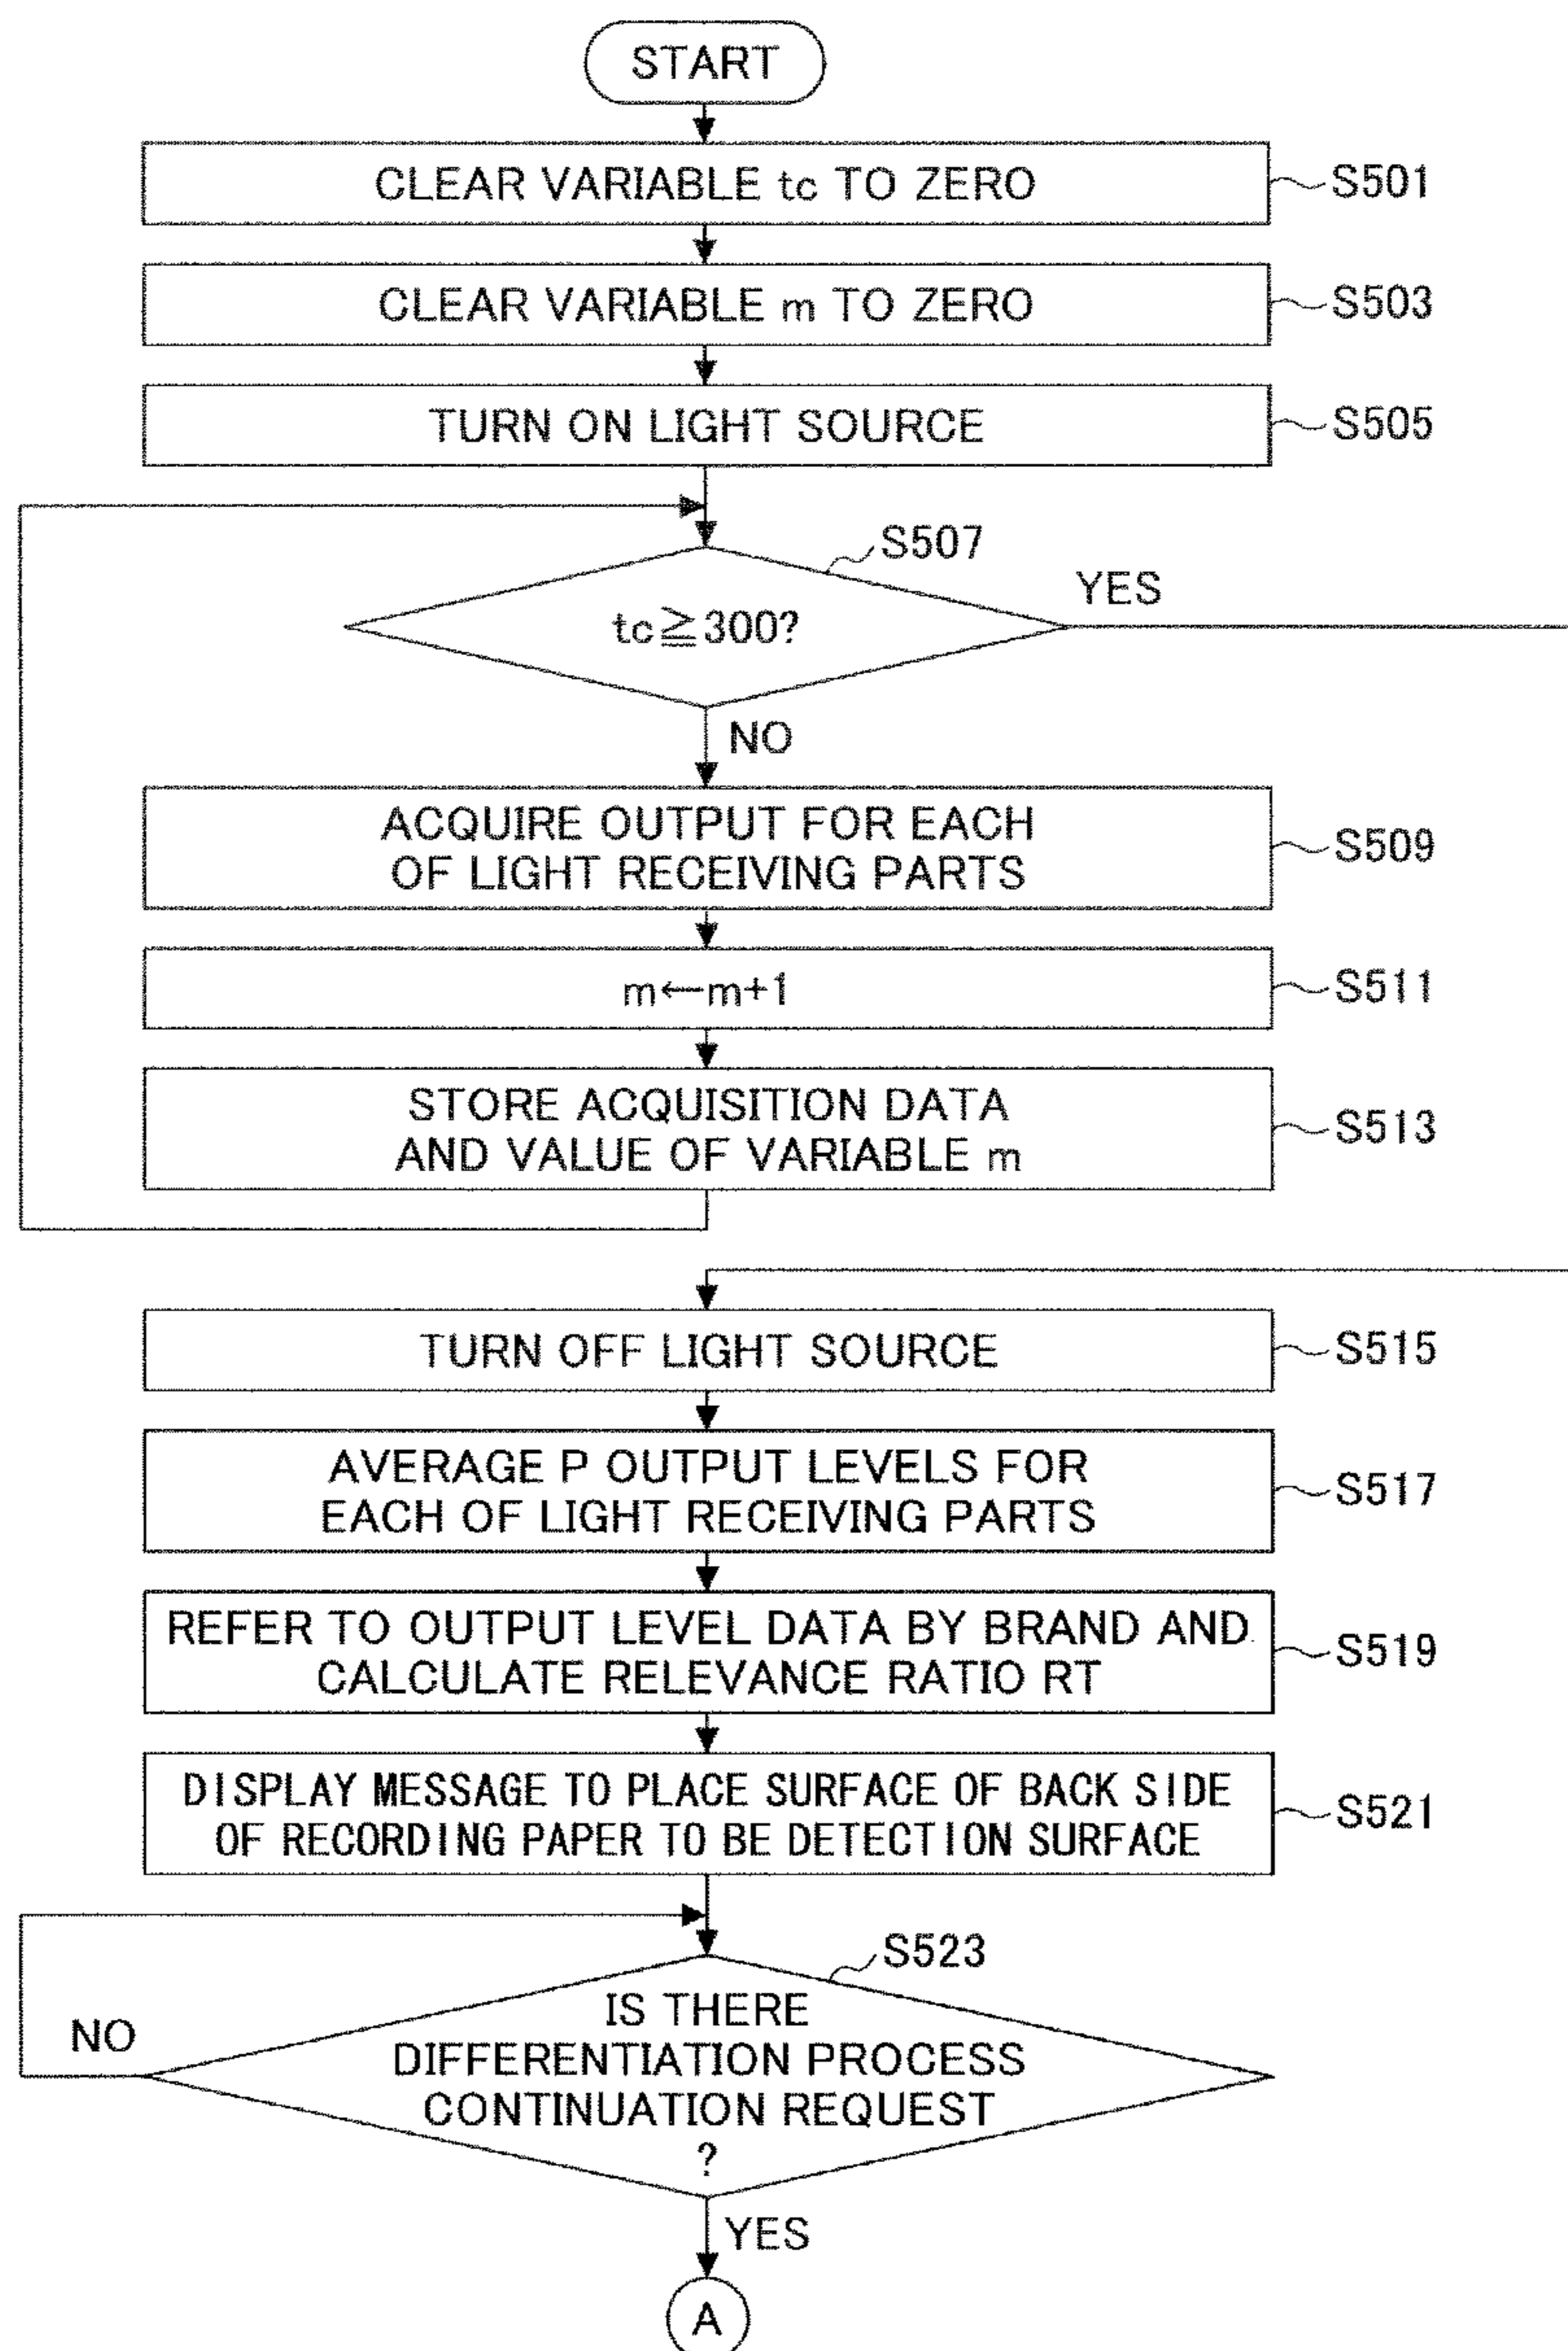 START
CLEAR VARIABLE tc TO ZERO
S501
CLEAR VARIABLE m TO ZERO
S503
TURN ON LIGHT SOURCE
S505
S507
YES
tc≧300?
NO
ACQUIRE OUTPUT FOR EACH
OF LIGHT RECEIVING PARTS
S509
m←m+1
S511
STORE ACQUISITION DATA
AND VALUE OF VARIABLE m
S513
TURN OFF LIGHT SOURCE
S515
AVERAGE P OUTPUT LEVELS FOR
EACH OF LIGHT RECEIVING PARTS
S517
REFER TO OUTPUT LEVEL DATA BY BRAND AND
CALCULATE RELEVANCE RATIO RT
S519
DISPLAY MESSAGE TO PLACE SURFACE OF BACK SIDE
OF RECORDING PAPER TO BE DETECTION SURFACE
S521
S523
NO
IS THERE
DIFFERENTIATION PROCESS
CONTINUATION REQUEST
?
YES
A